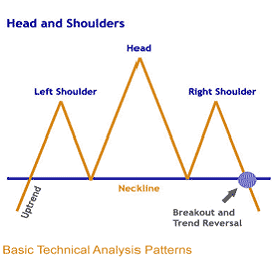 Head and Shoulders
Head
Left Shoulder
Right Shoulder
Uptrend
Neckline
Breakout and
Trend Reversal
Basic Technical Analysis Patterns